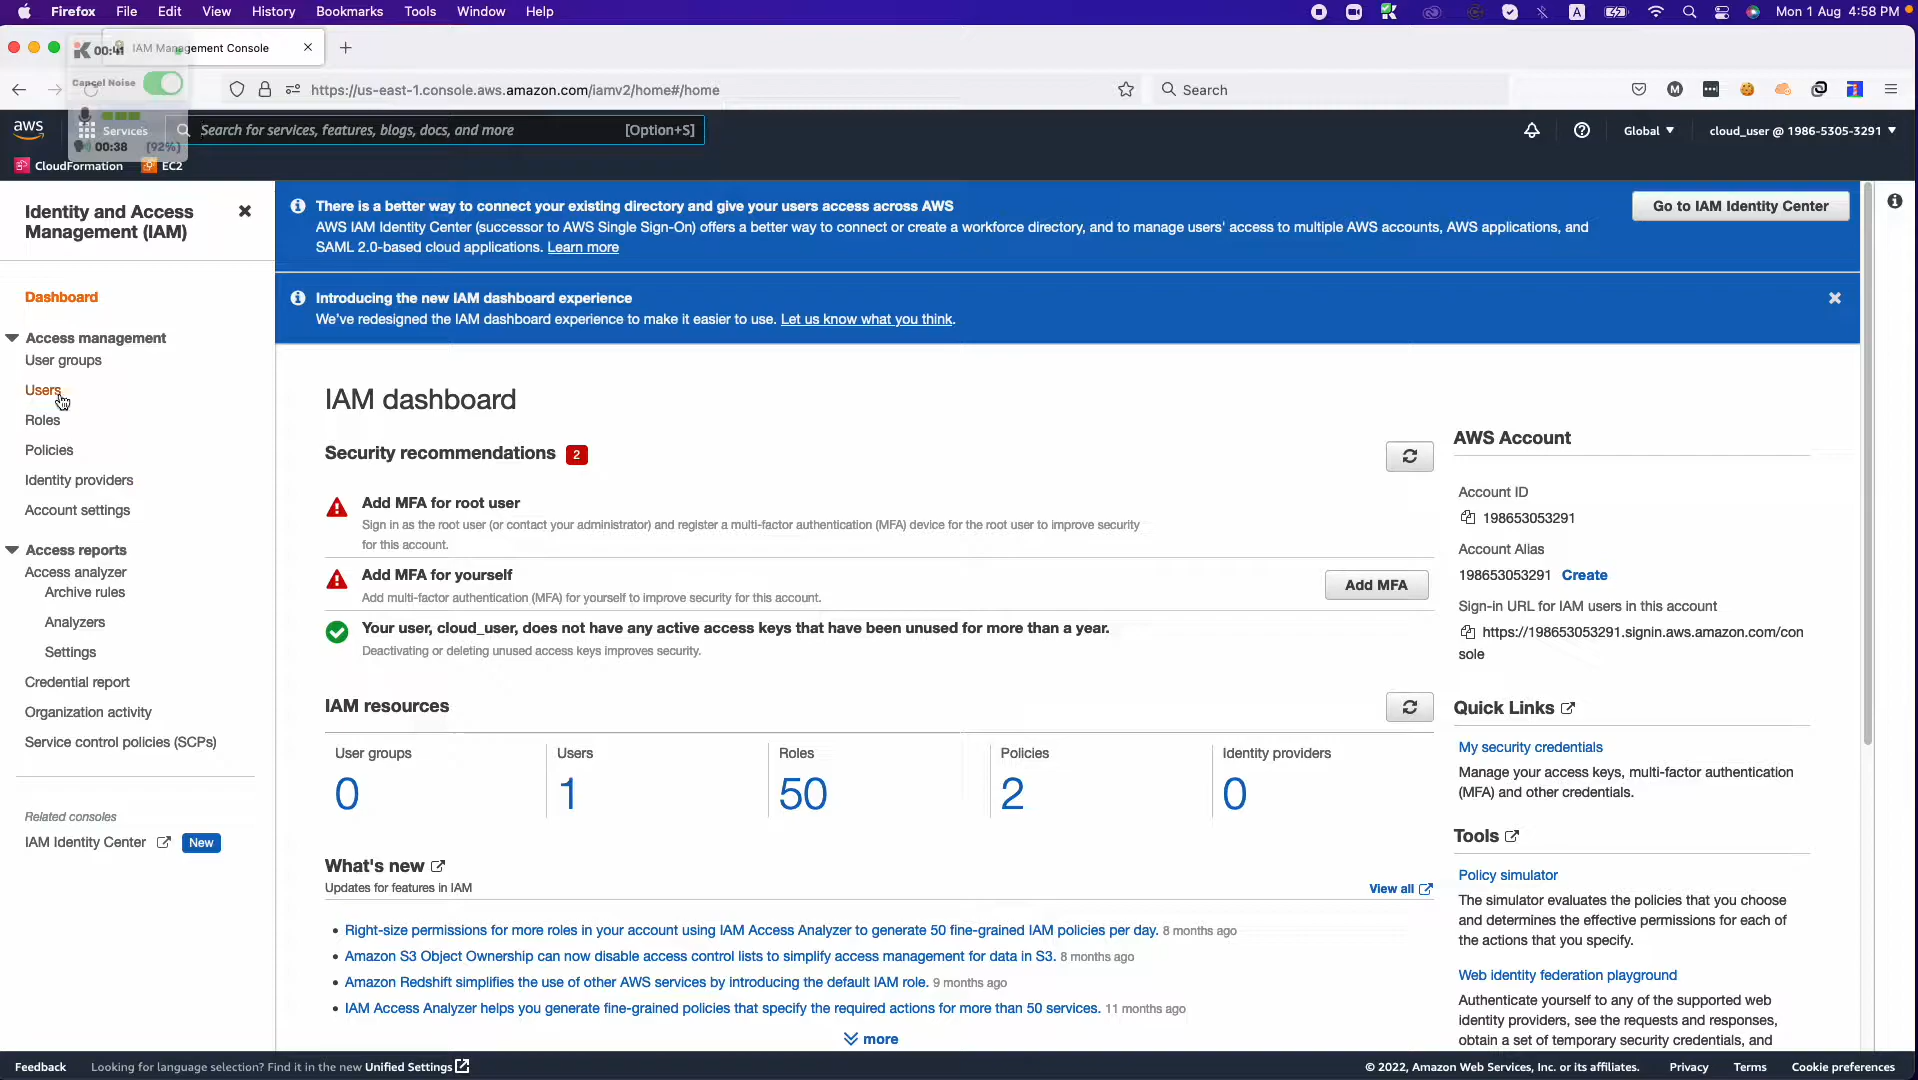 Firefox File Edit View History Bookmarks Tools Window Help
A
Mon 1 Aug 4:58 PM
00:41
IAM Management Console
Cancel Noise
https://us-east-1.console.aws.amazon.com/iamv2/home#/home
Search
M
aws
Services
Search for services, features, blogs, docs, and more [Option+S]
Global
cloud_user @ 1986-5305-3291
00:38 [92%]
CloudFormation
EC2
Identity and Access
Management (IAM)
Dashboard
Access management
User groups
Users
Roles
Policies
Identity providers
Account settings
Access reports
Access analyzer
Archive rules
Analyzers
Settings
Credential report
Organization activity
Service control policies (SCPs)
Related consoles
IAM Identity Center New
There is a better way to connect your existing directory and give your users access across AWS
AWS IAM Identity Center (successor to AWS Single Sign-On) offers a better way to connect or create a workforce directory, and to manage users' access to multiple AWS accounts, AWS applications, and
SAML 2.0-based cloud applications. Learn more
Go to IAM Identity Center
Introducing the new IAM dashboard experience
We've redesigned the IAM dashboard experience to make it easier to use. Let us know what you think.
IAM dashboard
Security recommendations 2
Add MFA for root user
Sign in as the root user (or contact your administrator) and register a multi-factor authentication (MFA) device for the root user to improve security
for this account.
Add MFA for yourself
Add multi-factor authentication (MFA) for yourself to improve security for this account.
Add MFA
Your user, cloud_user, does not have any active access keys that have been unused for more than a year.
Deactivating or deleting unused access keys improves security.
IAM resources
User groups Users Roles Policies Identity providers
0 1 50 2 0
What's new
Updates for features in IAM
View all
Right-size permissions for more roles in your account using IAM Access Analyzer to generate 50 fine-grained IAM policies per day. 8 months ago
Amazon S3 Object Ownership can now disable access control lists to simplify access management for data in S3. 8 months ago
Amazon Redshift simplifies the use of other AWS services by introducing the default IAM role. 9 months ago
IAM Access Analyzer helps you generate fine-grained policies that specify the required actions for more than 50 services. 11 months ago
more
AWS Account
Account ID
198653053291
Account Alias
198653053291 Create
Sign-in URL for IAM users in this account
https://198653053291.signin.aws.amazon.com/con
sole
Quick Links
My security credentials
Manage your access keys, multi-factor authentication
(MFA) and other credentials.
Tools
Policy simulator
The simulator evaluates the policies that you choose
and determines the effective permissions for each of
the actions that you specify.
Web identity federation playground
Authenticate yourself to any of the supported web
identity providers, see the requests and responses,
obtain a set of temporary security credentials, and
Feedback
Looking for language selection? Find it in the new Unified Settings
© 2022, Amazon Web Services, Inc. or its affiliates.
Privacy
Terms
Cookie preferences